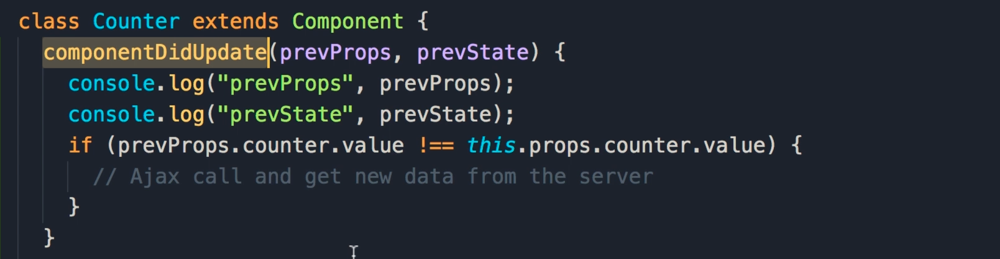 class Counter extends Component {
componentDidUpdate(prevProps, prevState) {
console.log("prevProps", prevProps);
console.log("prevState", prevState);
if (prevProps.counter.value !== this.props.counter.value) {
// Ajax call and get new data from the server
}
}